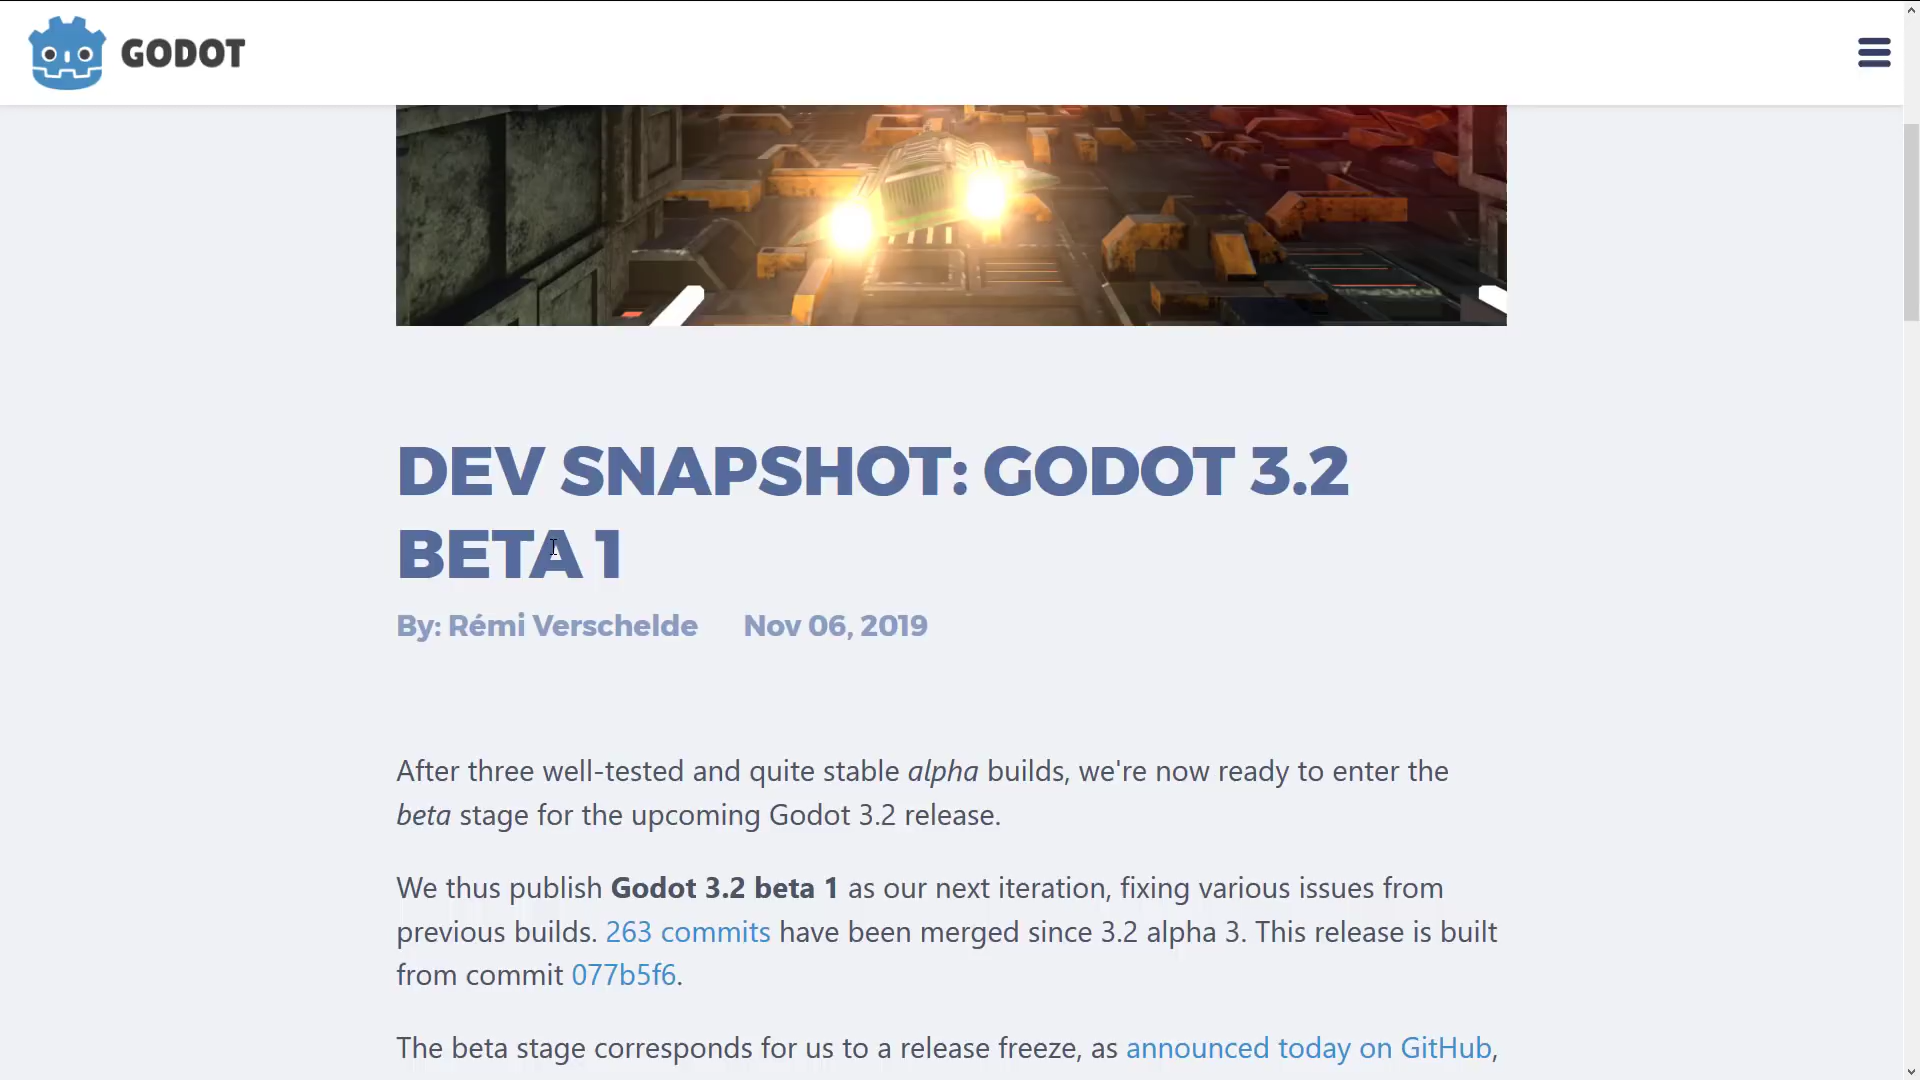 GODOT
DEV SNAPSHOT: GODOT 3.2
BETA 1
By: Rémi Verschelde Nov 06, 2019
After three well-tested and quite stable alpha builds, we're now ready to enter the
beta stage for the upcoming Godot 3.2 release.
We thus publish Godot 3.2 beta 1 as our next iteration, fixing various issues from
previous builds. 263 commits have been merged since 3.2 alpha 3. This release is built
from commit 077b5f6.
The beta stage corresponds for us to a release freeze, as announced today on GitHub,